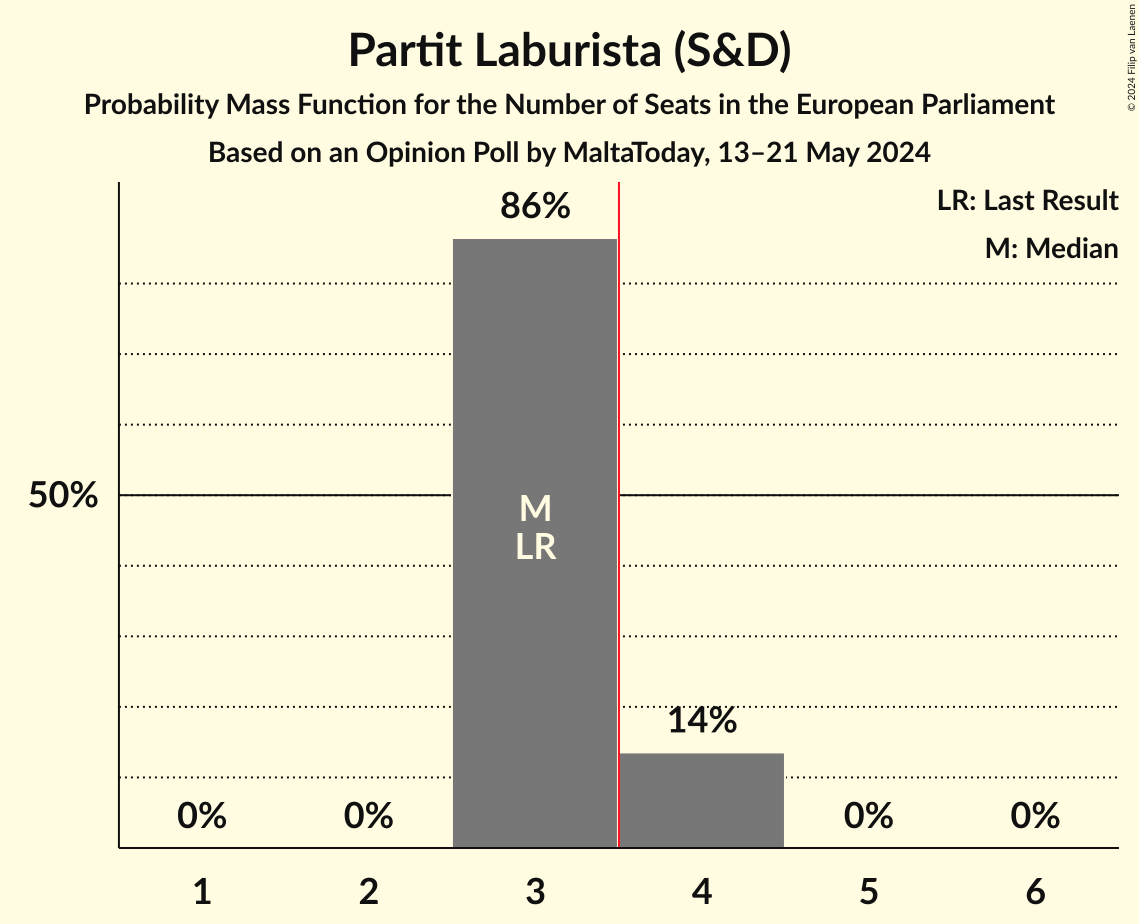 Partit Laburista (S&D)
Probability Mass Function for the Number of Seats in the European Parliament
Based on an Opinion Poll by MaltaToday, 13–21 May 2024
© 2024 Filip van Laenen
LR: Last Result
M: Median
86%
50%
M
LR
14%
0%
0%
0%
0%
1
2
3
4
5
6